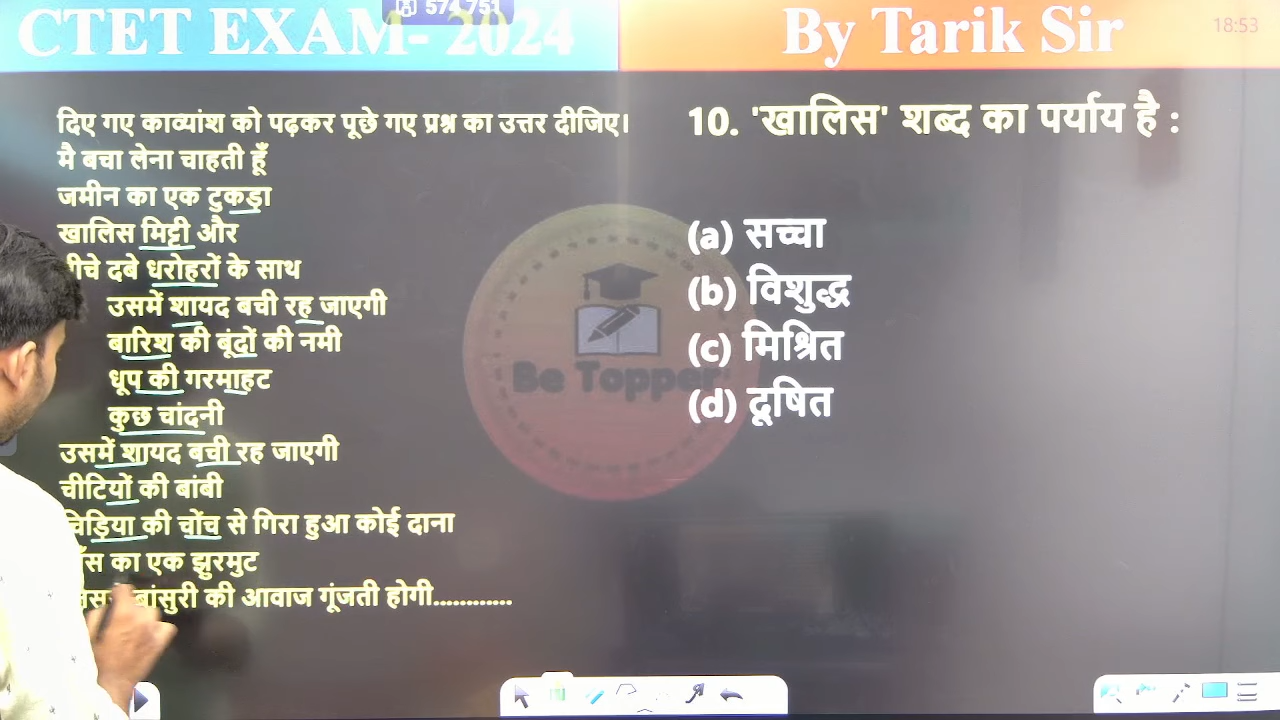 CTET EXAM- 2024
574 751
By Tarik Sir
18:53
दिए गए काव्यांश को पढ़कर पूछे गए प्रश्न का उत्तर दीजिए।
मै बचा लेना चाहती हूँ
जमीन का एक टुकड़ा
खालिस मिट्टी और
दबे धरोहरों के साथ
उसमें शायद बची रह जाएगी
बारिश की बूंदों की नमी
धूप की गरमाहट
कुछ चांदनी
उसमें शायद बची रह जाएगी
चीटियों की बांबी
चिड़िया की चोंच से गिरा हुआ कोई दाना
का एक झुरमुट
बांसुरी की आवाज गूंजती होगी............
10. 'खालिस' शब्द का पर्याय है :
(a) सच्चा
(b) विशुद्ध
(c) मिश्रित
(d) दूषित
Be Topper